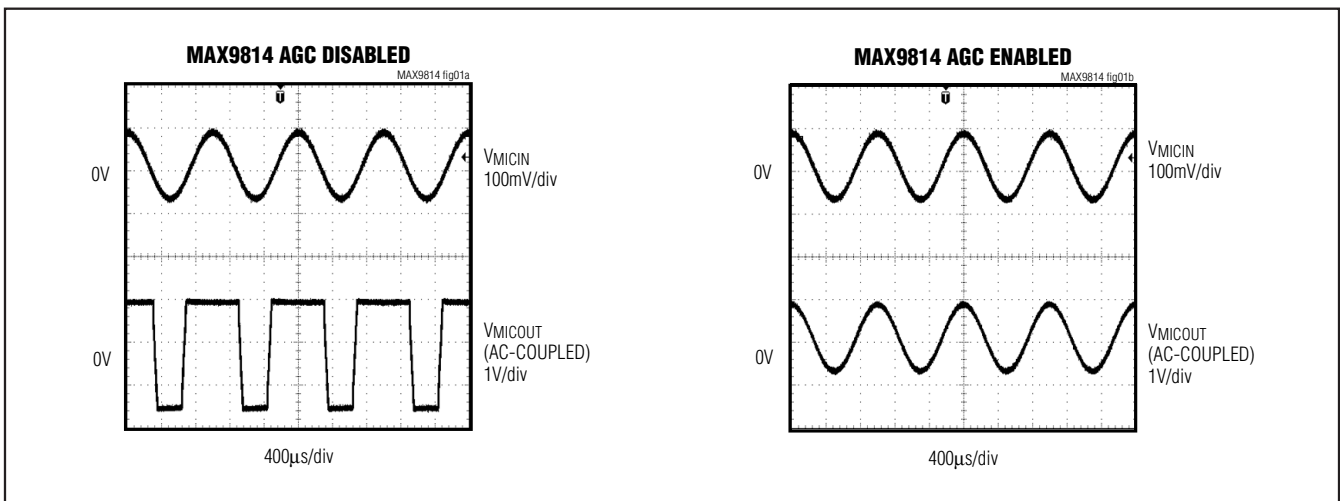 MAX9814 AGC DISABLED
MAX9814 fig01a
T
0V
VMICIN
100mV/div
0V
VMICOUT
(AC-COUPLED)
1V/div
400μs/div
MAX9814 AGC ENABLED
MAX9814 fig01b
T
0V
VMICIN
100mV/div
0V
VMICOUT
(AC-COUPLED)
1V/div
400μs/div